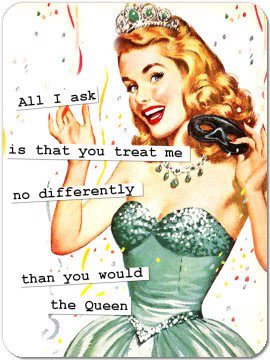 All I ask
is that you treat me
no differently
than you would
the Queen